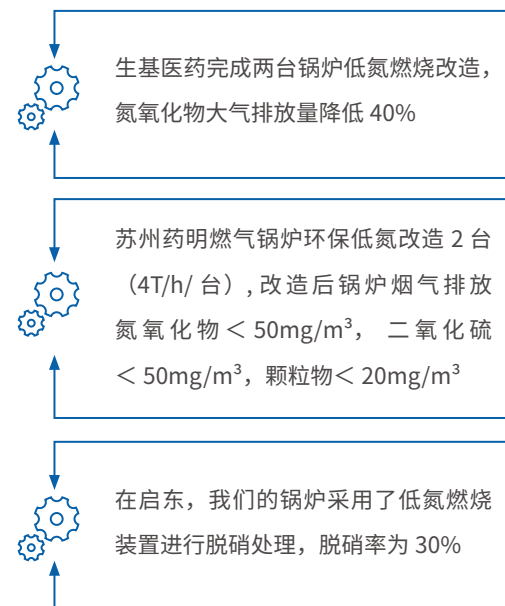 生基医药完成两台锅炉低氮燃烧改造，
氮氧化物大气排放量降低 40%
苏州药明燃气锅炉环保低氮改造 2 台
（4T/h/ 台）, 改造后锅炉烟气排放
氮氧化物＜ 50mg/m³， 二氧化硫
＜ 50mg/m³，颗粒物＜ 20mg/m³
在启东，我们的锅炉采用了低氮燃烧
装置进行脱硝处理，脱硝率为 30%